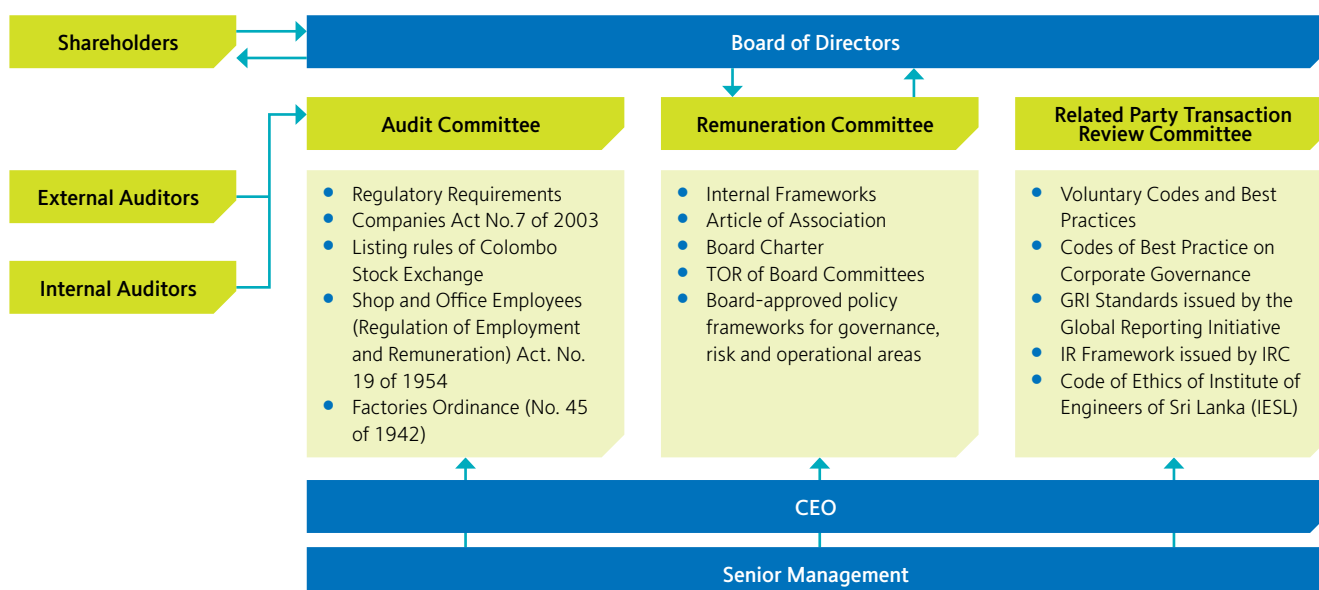 Shareholders
Board of Directors
Audit Committee
Remuneration Committee
Related Party Transaction
Review Committee
External Auditors
Internal Auditors
• Regulatory Requirements
• Companies Act No.7 of 2003
• Listing rules of Colombo
Stock Exchange
• Shop and Office Employees
(Regulation of Employment
and Remuneration) Act. No.
19 of 1954
• Factories Ordinance (No. 45
of 1942)
• Internal Frameworks
• Article of Association
• Board Charter
• TOR of Board Committees
• Board-approved policy
frameworks for governance,
risk and operational areas
• Voluntary Codes and Best
Practices
• Codes of Best Practice on
Corporate Governance
• GRI Standards issued by the
Global Reporting Initiative
• IR Framework issued by IRC
• Code of Ethics of Institute of
Engineers of Sri Lanka (IESL)
CEO
Senior Management